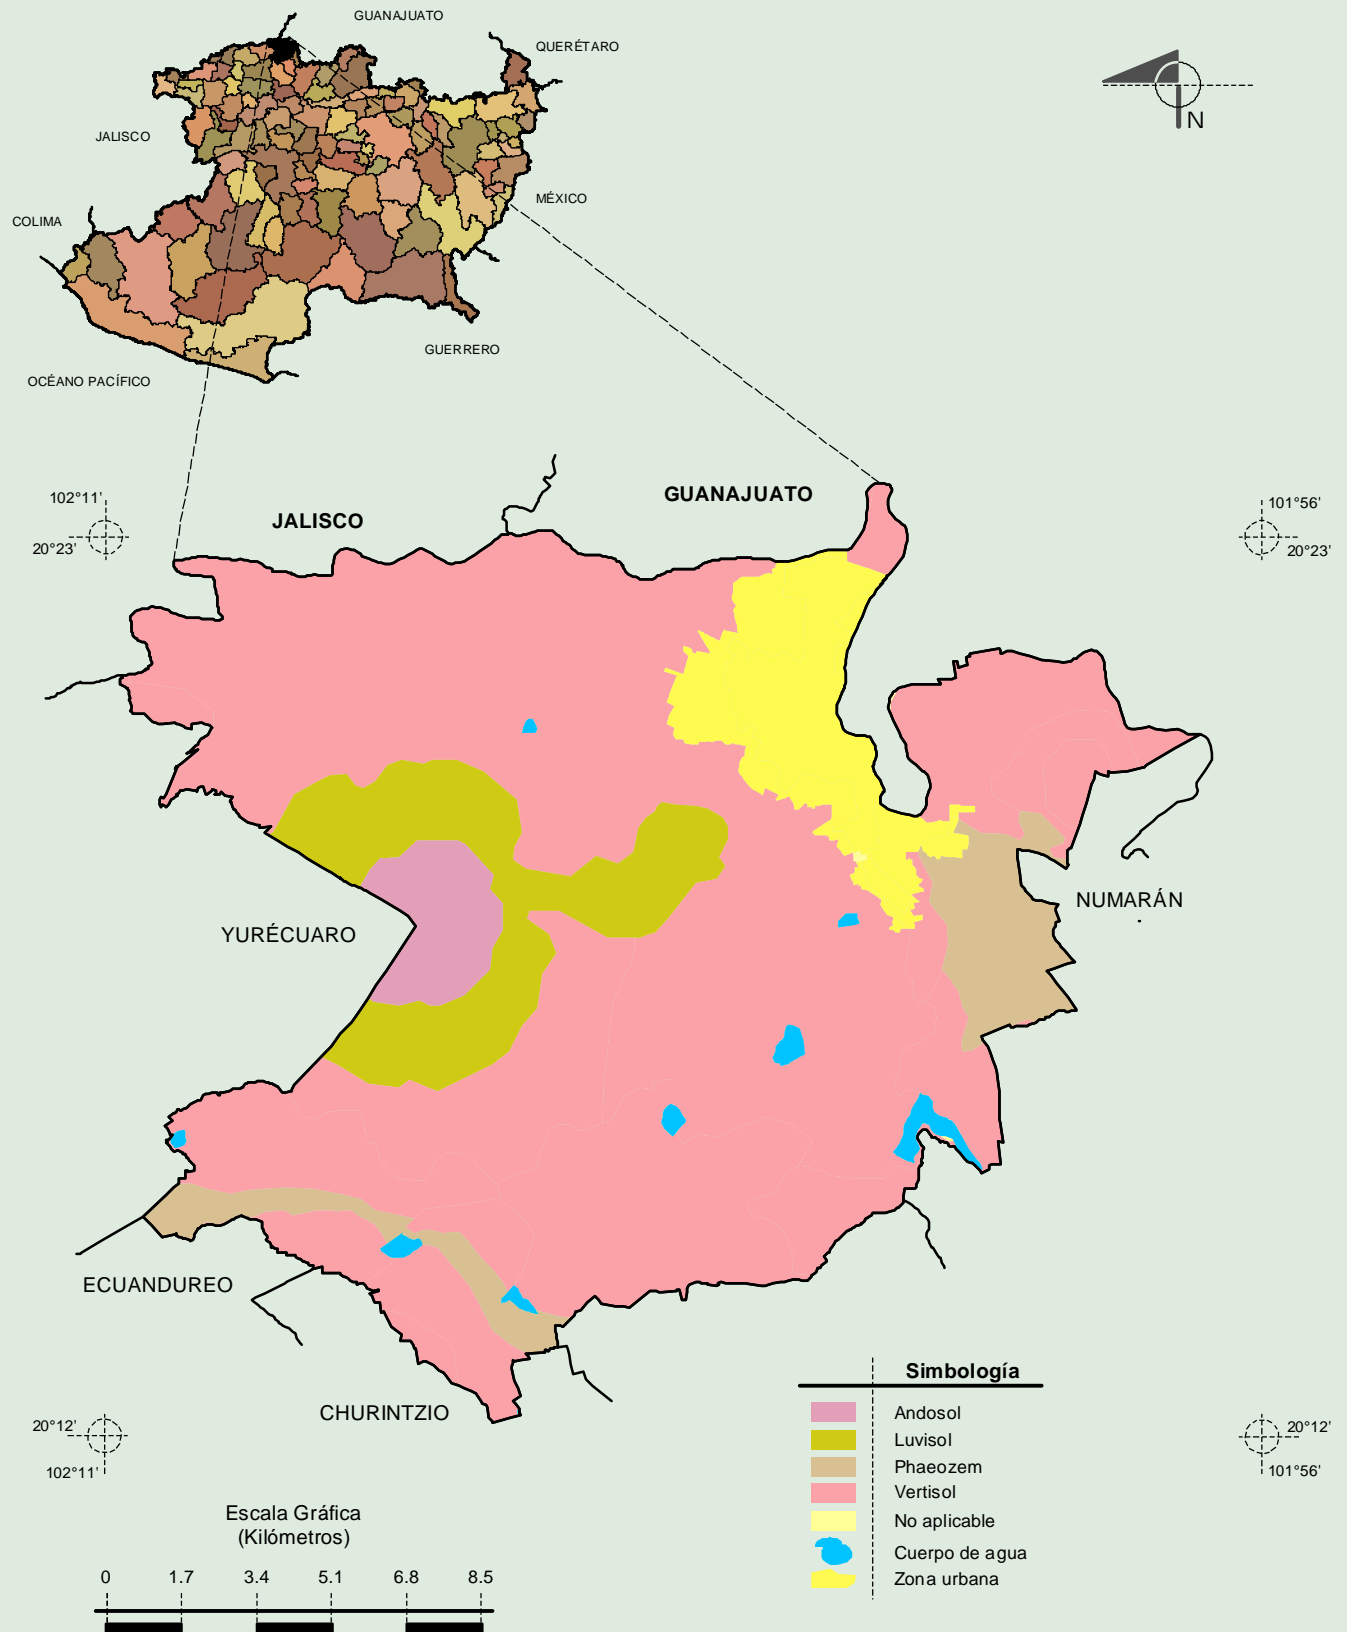 GUANAJUATO
QUERÉTARO
JALISCO
MÉXICO
COLIMA
GUERRERO
OCÉANO PACÍFICO
N
102°11'
20°23'
JALISCO
GUANAJUATO
101°56'
20°23'
NUMARÁN
YURÉCUARO
ECUANDUREO
CHURINTZIO
20°12'
102°11'
20°12'
101°56'
Simbología
Andosol
Luvisol
Phaeozem
Vertisol
No aplicable
Cuerpo de agua
Zona urbana
Escala Gráfica
(Kilómetros)
0 1.7 3.4 5.1 6.8 8.5